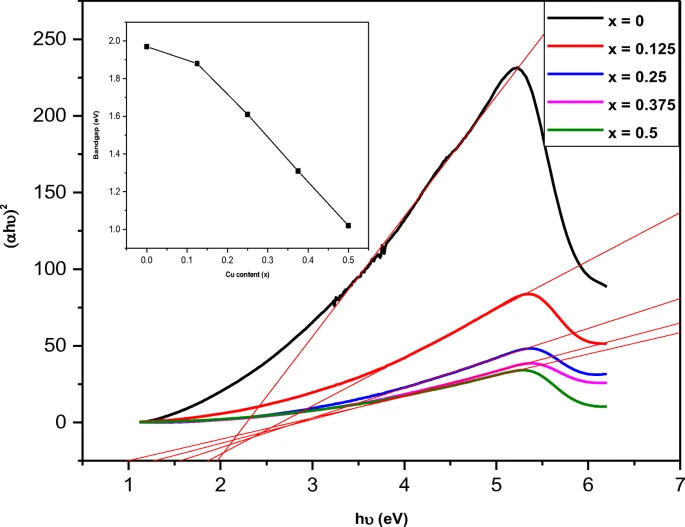 250
200
150
100
50
0
(αhυ)²
1 2 3 4 5 6 7
hυ (eV)
2.0
1.8
1.6
1.4
1.2
1.0
Bandgap (eV)
0.0 0.1 0.2 0.3 0.4 0.5
Cu content (x)
x = 0
x = 0.125
x = 0.25
x = 0.375
x = 0.5